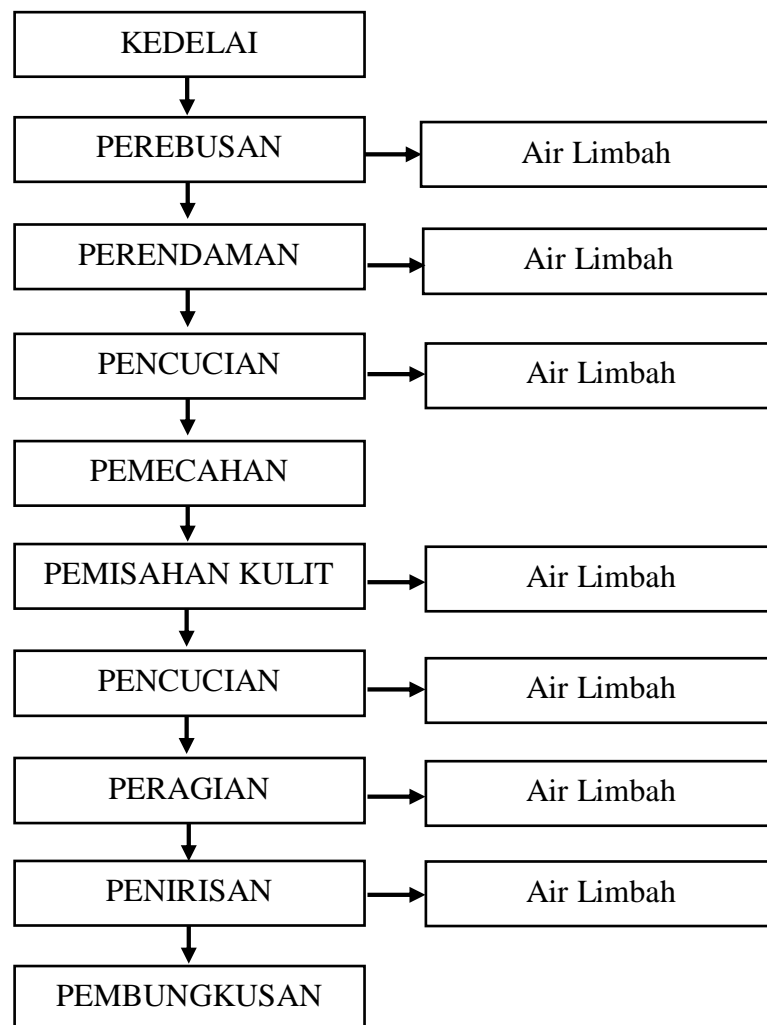 KEDELAI
PEREBUSAN
Air Limbah
PERENDAMAN
Air Limbah
PENCUCIAN
Air Limbah
PEMECAHAN
PEMISAHAN KULIT
Air Limbah
PENCUCIAN
Air Limbah
PERAGIAN
Air Limbah
PENIRISAN
Air Limbah
PEMBUNGKUSAN